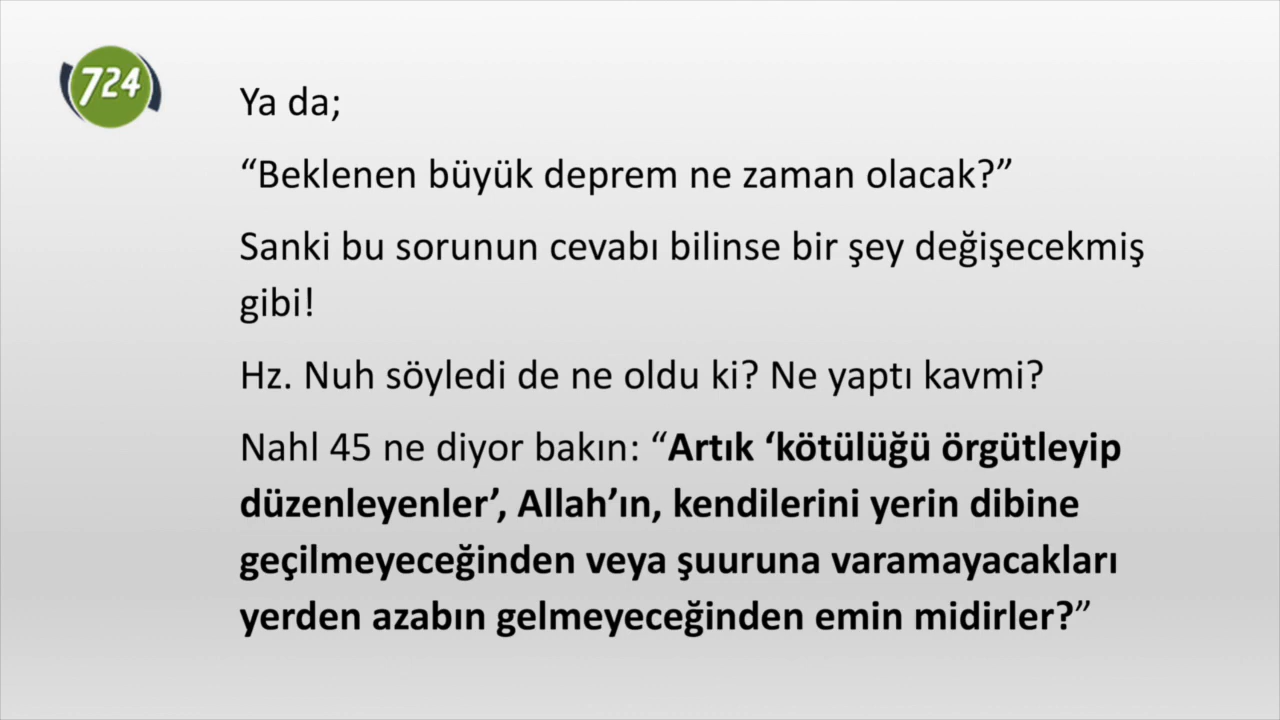 724
Ya da;
“Beklenen büyük deprem ne zaman olacak?”
Sanki bu sorunun cevabı bilinse bir şey değişecekmiş
gibi!
Hz. Nuh söyledi de ne oldu ki? Ne yaptı kavmi?
Nahl 45 ne diyor bakın: “Artık ‘kötülüğü örgütleyip
düzenleyenler’, Allah’ın, kendilerini yerin dibine
geçilmeyeceğinden veya şuuruna varamayacakları
yerden azabın gelmeyeceğinden emin midirler?”